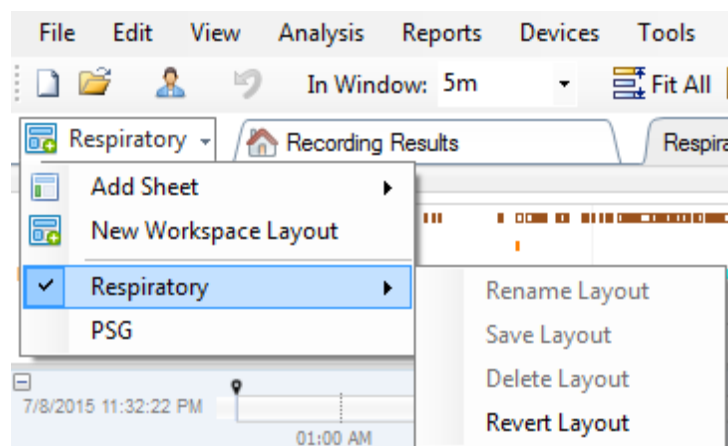 File Edit View Analysis Reports Devices Tools
In Window: 5m Fit All
Respiratory Recording Results Respira
Add Sheet
New Workspace Layout
Respiratory
PSG
Rename Layout
Save Layout
Delete Layout
Revert Layout
7/8/2015 11:32:22 PM
01:00 AM